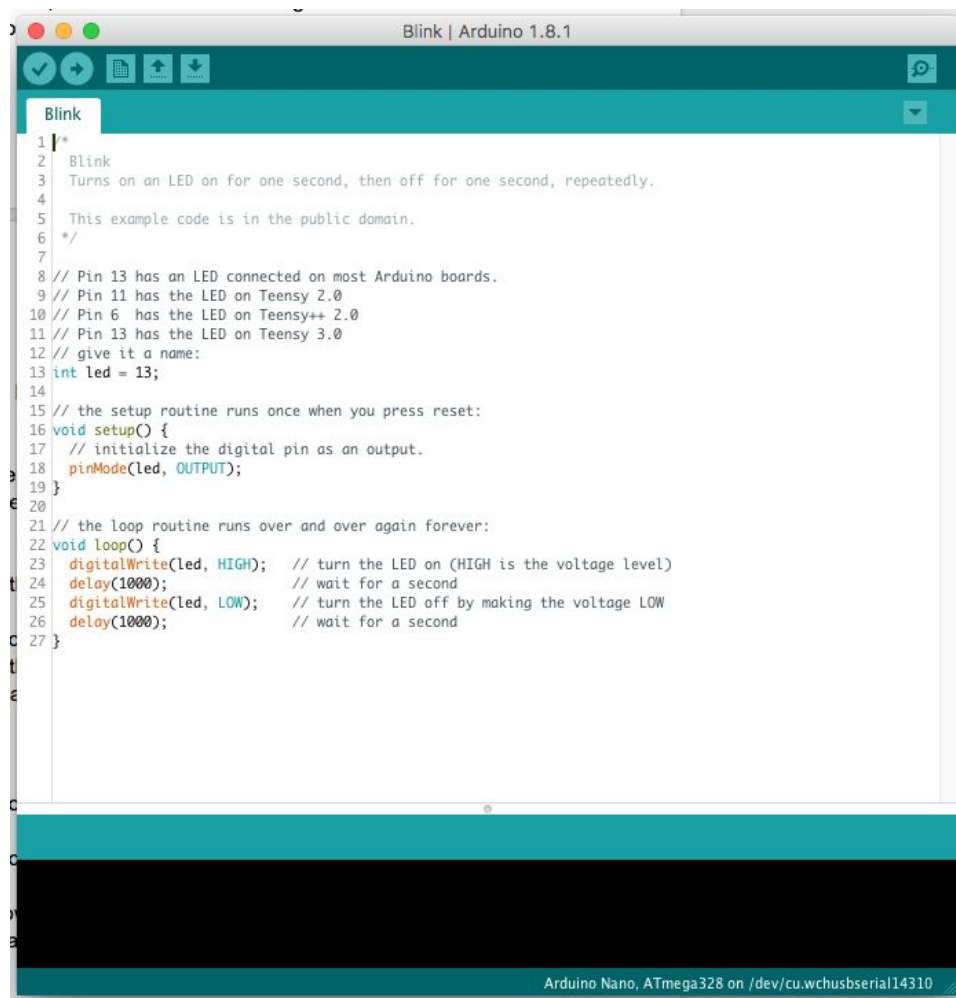 Blink | Arduino 1.8.1
Blink
1 /*
2   Blink
3   Turns on an LED on for one second, then off for one second, repeatedly.
4
5   This example code is in the public domain.
6  */
7
8 // Pin 13 has an LED connected on most Arduino boards.
9 // Pin 11 has the LED on Teensy 2.0
10 // Pin 6  has the LED on Teensy++ 2.0
11 // Pin 13 has the LED on Teensy 3.0
12 // give it a name:
13 int led = 13;
14
15 // the setup routine runs once when you press reset:
16 void setup() {
17   // initialize the digital pin as an output.
18   pinMode(led, OUTPUT);
19 }
20
21 // the loop routine runs over and over again forever:
22 void loop() {
23   digitalWrite(led, HIGH);   // turn the LED on (HIGH is the voltage level)
24   delay(1000);               // wait for a second
25   digitalWrite(led, LOW);    // turn the LED off by making the voltage LOW
26   delay(1000);               // wait for a second
27 }
Arduino Nano, ATmega328 on /dev/cu.wchusbserial14310